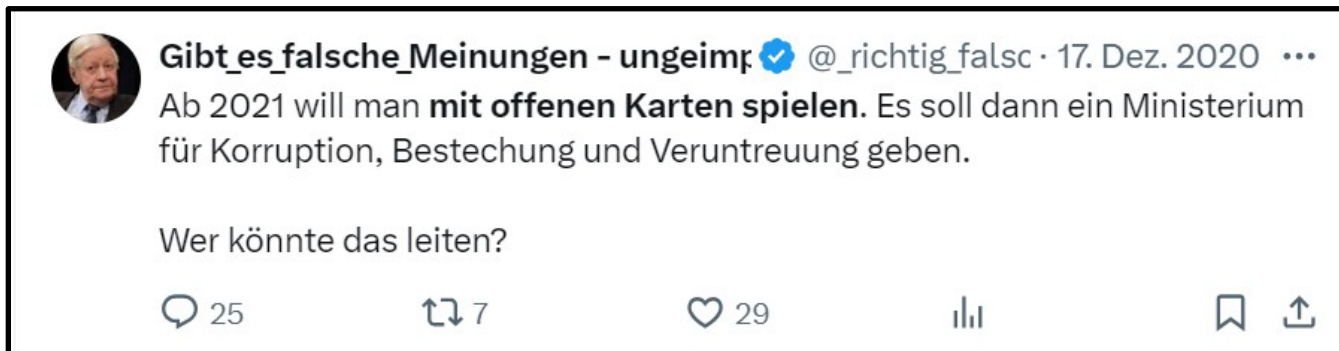 Gibt_es_falsche_Meinungen - ungeimp @_richtig_falsc · 17. Dez. 2020 ···
Ab 2021 will man mit offenen Karten spielen. Es soll dann ein Ministerium
für Korruption, Bestechung und Veruntreuung geben.
Wer könnte das leiten?
25 7 29